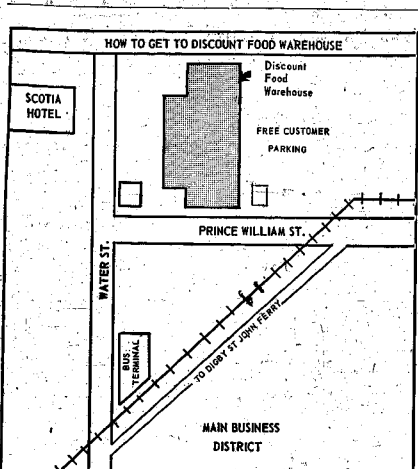 HOW TO GET TO DISCOUNT FOOD WAREHOUSE
Discount
Food
Warehouse
SCOTIA
HOTEL
FREE CUSTOMER
PARKING
PRINCE WILLIAM ST.
WATER ST.
BUS.
TERMINAL
TO DIGBY ST JOHN FERRY
MAIN BUSINESS
DISTRICT